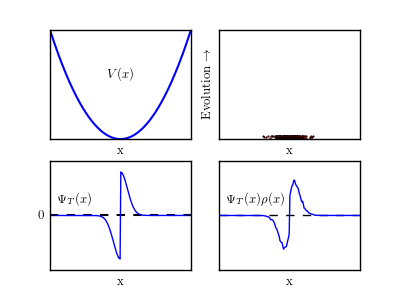 V(x)
Evolution →
x
x
Ψ_T(x)
Ψ_T(x)ρ(x)
0
x
x